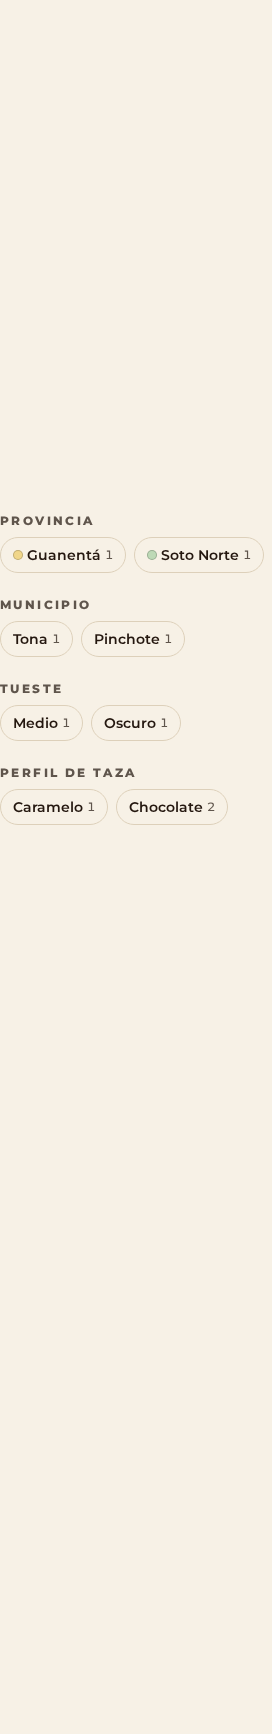 PROVINCIA
Guanentá 1 Soto Norte 1
MUNICIPIO
Tona 1 Pinchote 1
TUESTE
Medio 1 Oscuro 1
PERFIL DE TAZA
Caramelo 1 Chocolate 2